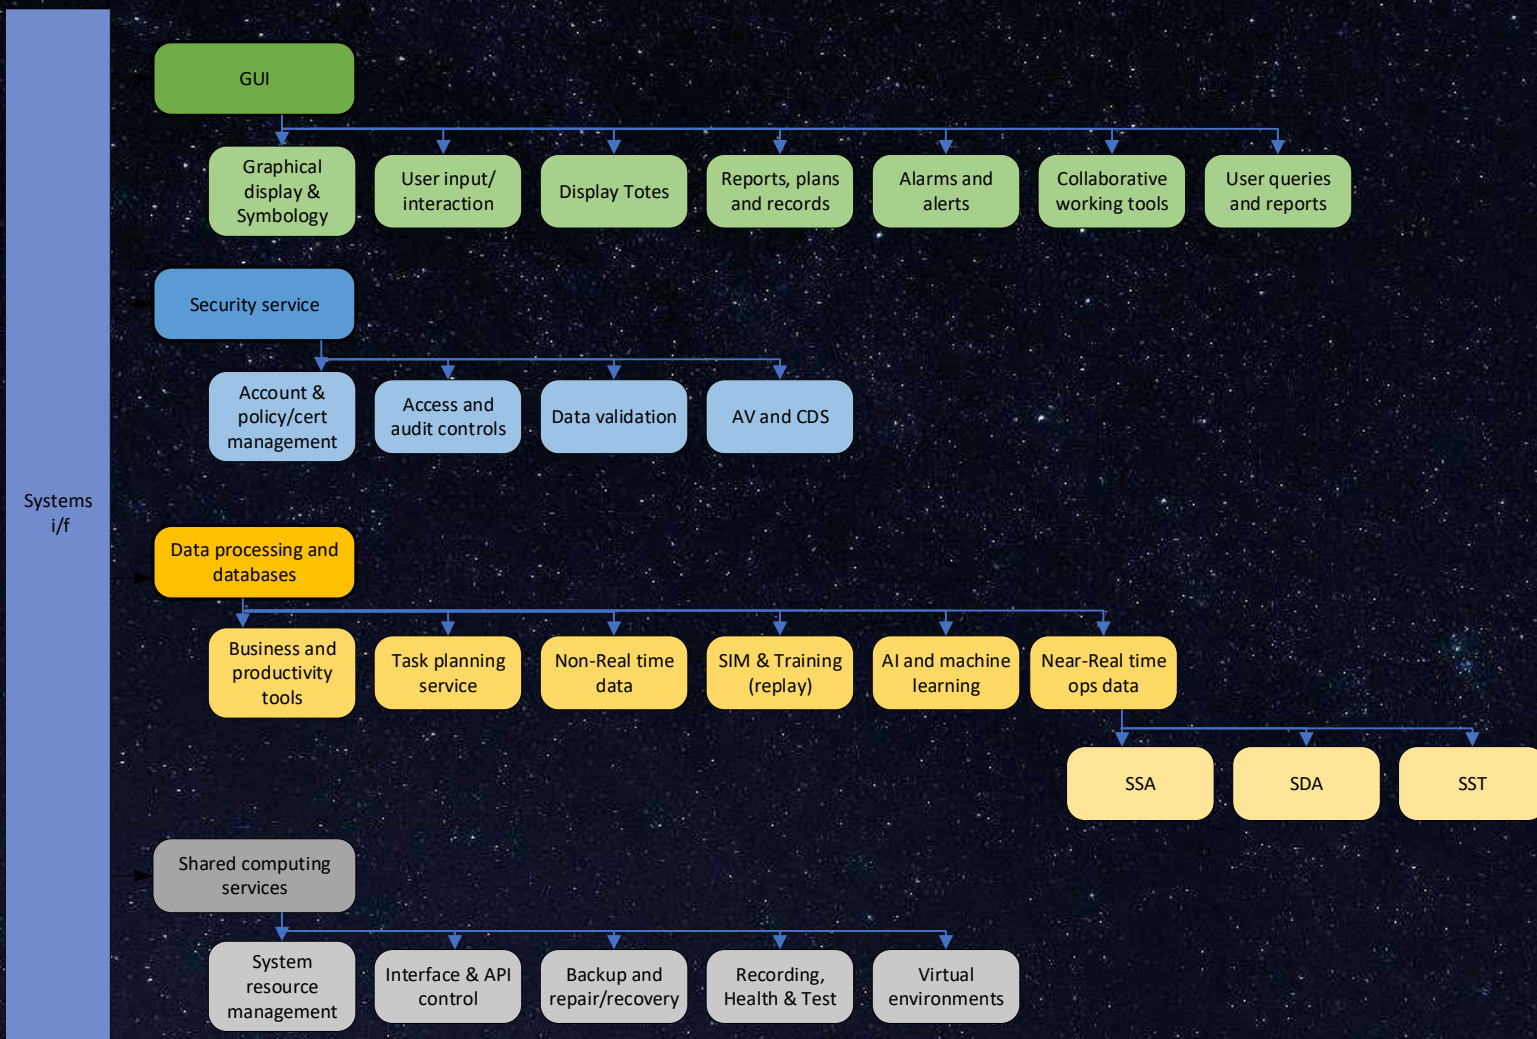 GUI
Graphical
display &
Symbology
User input/
interaction
Display Totes
Reports, plans
and records
Alarms and
alerts
Collaborative
working tools
User queries
and reports
Security service
Account &
policy/cert
management
Access and
audit controls
Data validation
AV and CDS
Systems
i/f
Data processing and
databases
Business and
productivity
tools
Task planning
service
Non-Real time
data
SIM & Training
(replay)
AI and machine
learning
Near-Real time
ops data
SSA
SDA
SST
Shared computing
services
System
resource
management
Interface & API
control
Backup and
repair/recovery
Recording,
Health & Test
Virtual
environments